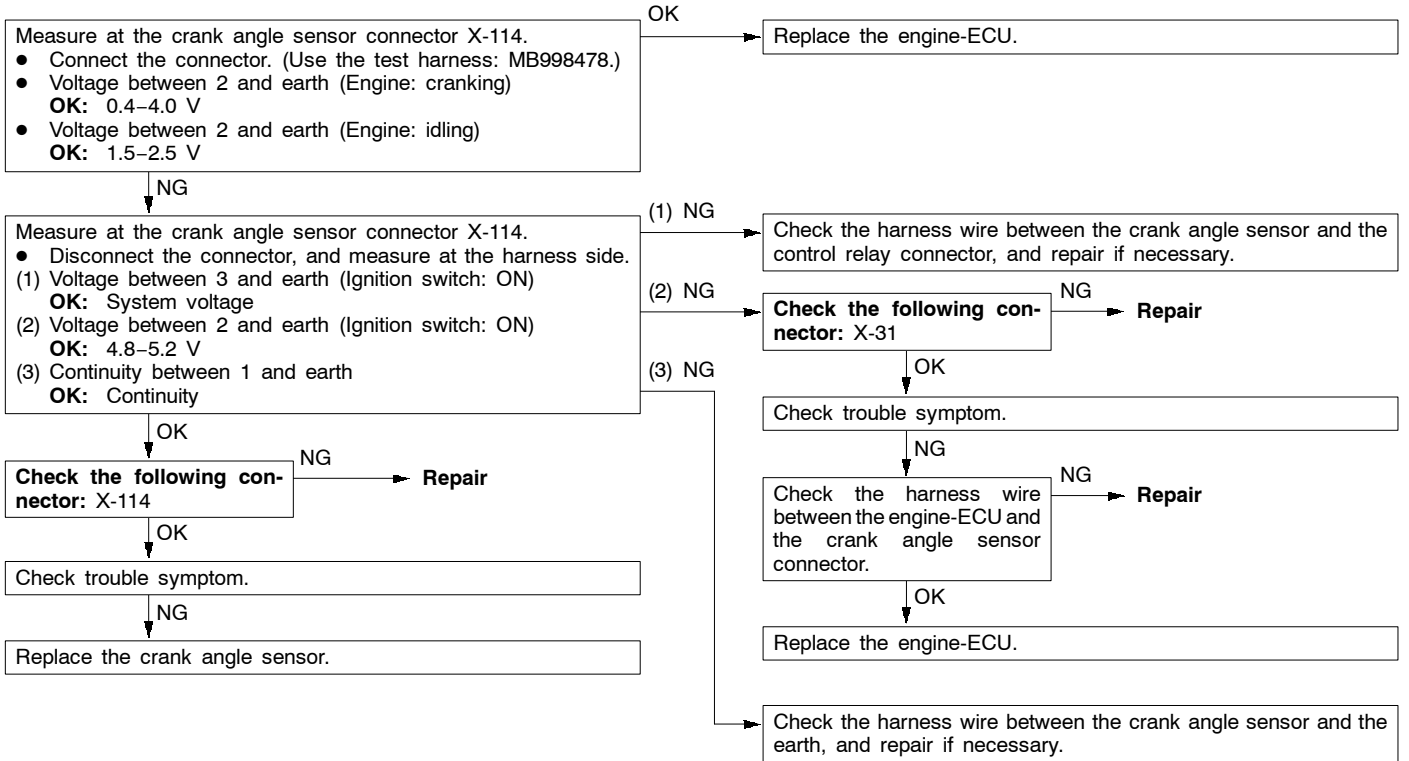 Measure at the crank angle sensor connector X-114.
● Connect the connector. (Use the test harness: MB998478.)
● Voltage between 2 and earth (Engine: cranking)
OK: 0.4–4.0 V
● Voltage between 2 and earth (Engine: idling)
OK: 1.5–2.5 V
OK
Replace the engine-ECU.
NG
Measure at the crank angle sensor connector X-114.
● Disconnect the connector, and measure at the harness side.
(1) Voltage between 3 and earth (Ignition switch: ON)
OK: System voltage
(2) Voltage between 2 and earth (Ignition switch: ON)
OK: 4.8–5.2 V
(3) Continuity between 1 and earth
OK: Continuity
(1) NG
Check the harness wire between the crank angle sensor and the
control relay connector, and repair if necessary.
(2) NG
Check the following con-
nector: X-31
NG
Repair
OK
Check trouble symptom.
NG
Check the harness wire
between the engine-ECU and
the crank angle sensor
connector.
NG
Repair
OK
Replace the engine-ECU.
(3) NG
Check the harness wire between the crank angle sensor and the
earth, and repair if necessary.
OK
Check the following con-
nector: X-114
NG
Repair
OK
Check trouble symptom.
NG
Replace the crank angle sensor.